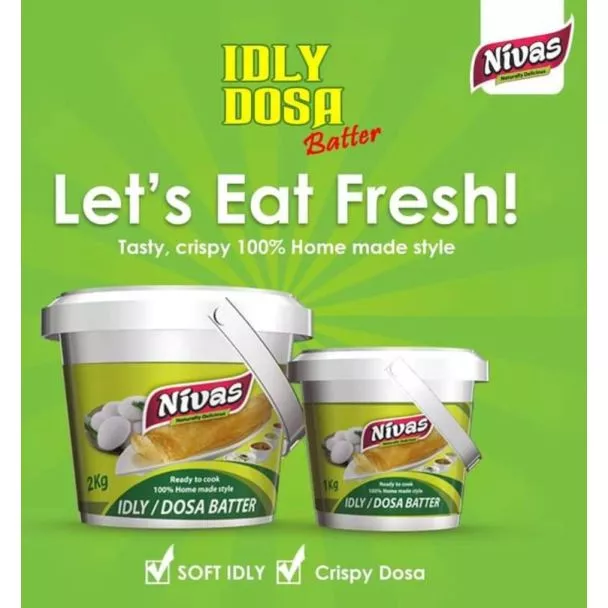 Nivas
Naturally Delicious
IDLY
DOSA
Batter
Let's Eat Fresh!
Tasty, crispy 100% Home made style
Nivas
Naturally Delicious
2Kg
Ready to cook
100% Home made style
IDLY / DOSA BATTER
Nivas
Naturally Delicious
1Kg
Ready to cook
100% Home made style
IDLY / DOSA BATTER
SOFT IDLY
Crispy Dosa